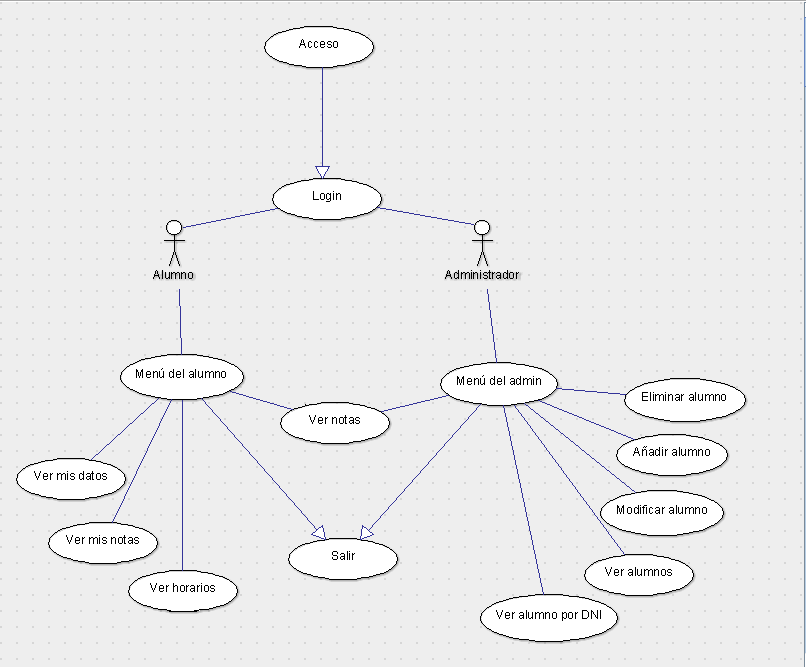 Acceso
Login
Alumno
Administrador
Menú del alumno
Menú del admin
Eliminar alumno
Ver notas
Añadir alumno
Ver mis datos
Modificar alumno
Ver mis notas
Salir
Ver alumnos
Ver horarios
Ver alumno por DNI